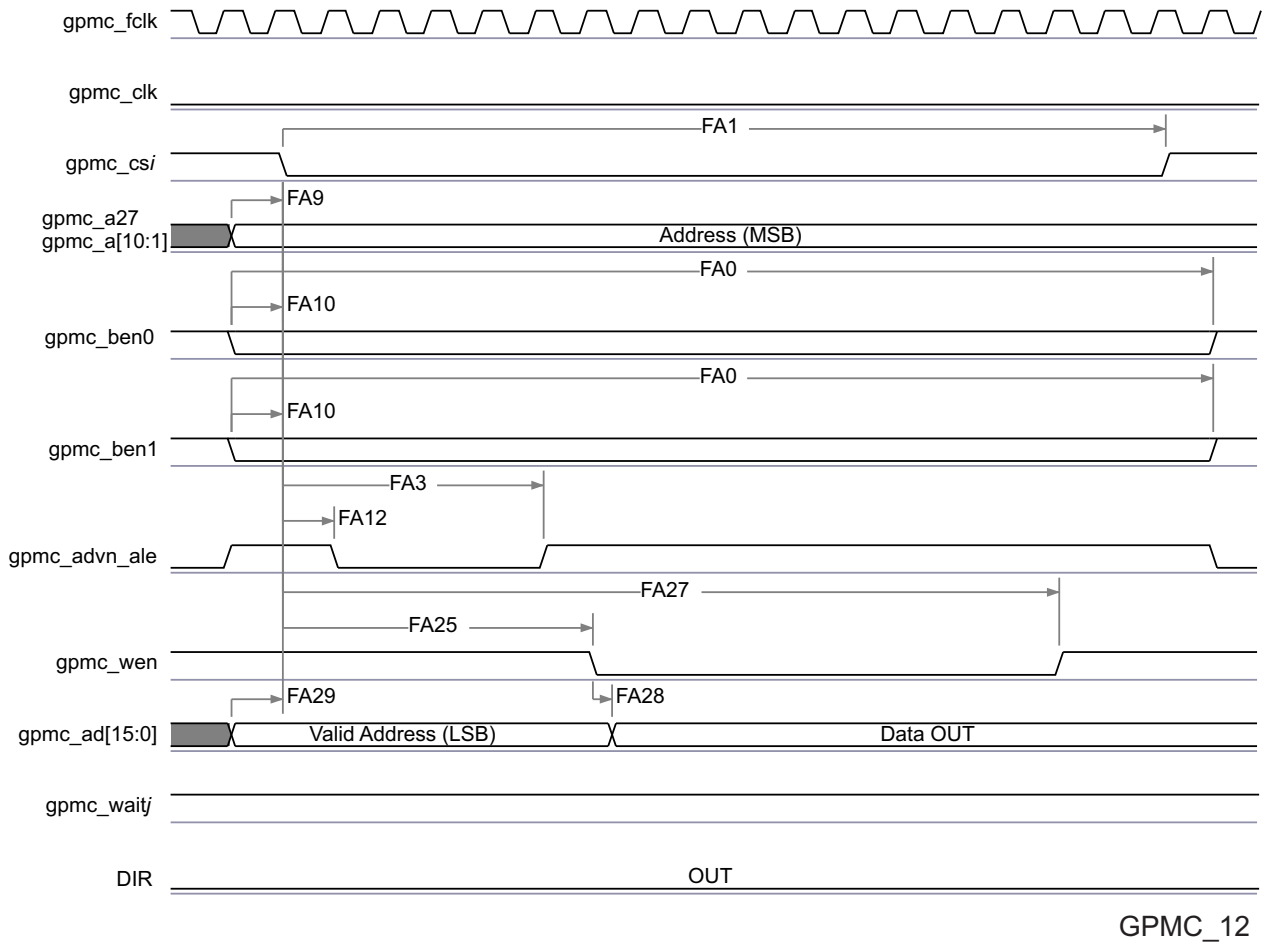 gpmc_fclk
gpmc_clk
FA1
gpmc_csi
FA9
gpmc_a27
gpmc_a[10:1]
Address (MSB)
FA0
FA10
gpmc_ben0
FA0
FA10
gpmc_ben1
FA3
FA12
gpmc_advn_ale
FA27
FA25
gpmc_wen
FA29
FA28
gpmc_ad[15:0]
Valid Address (LSB)
Data OUT
gpmc_waitj
DIR
OUT
GPMC_12